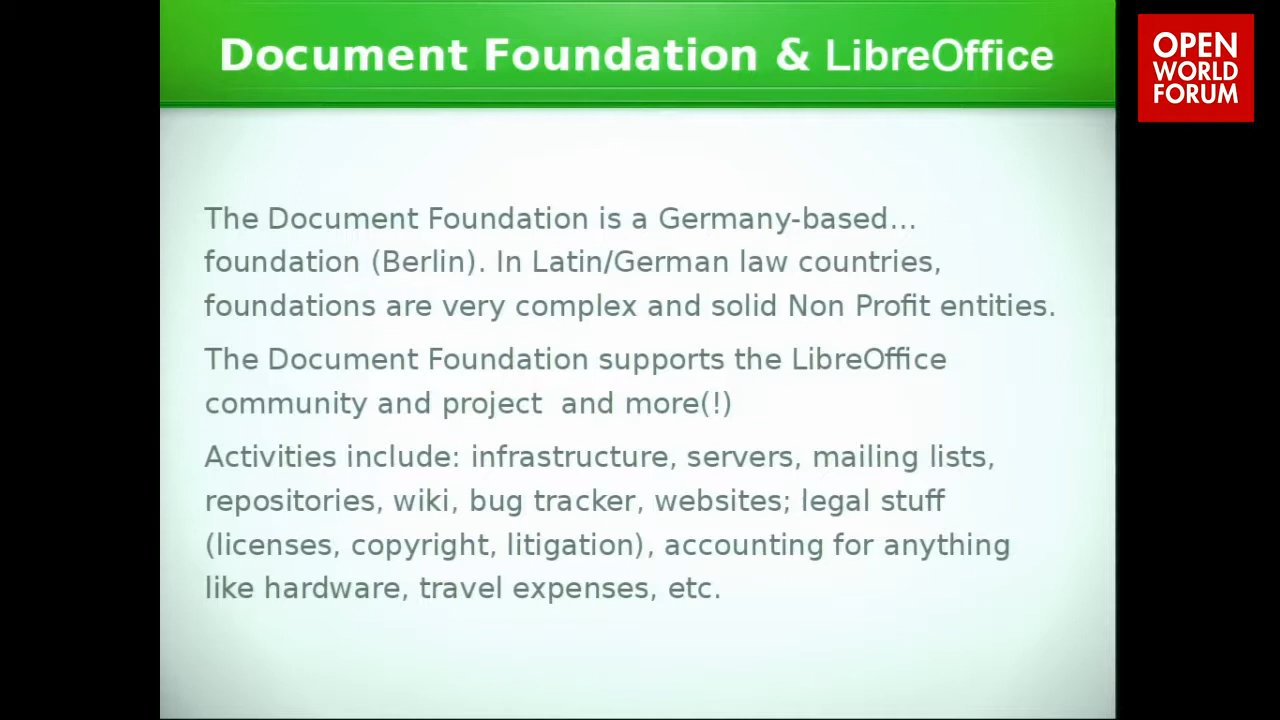 Document Foundation & LibreOffice
OPEN
WORLD
FORUM
The Document Foundation is a Germany-based...
foundation (Berlin). In Latin/German law countries,
foundations are very complex and solid Non Profit entities.
The Document Foundation supports the LibreOffice
community and project  and more(!)
Activities include: infrastructure, servers, mailing lists,
repositories, wiki, bug tracker, websites; legal stuff
(licenses, copyright, litigation), accounting for anything
like hardware, travel expenses, etc.